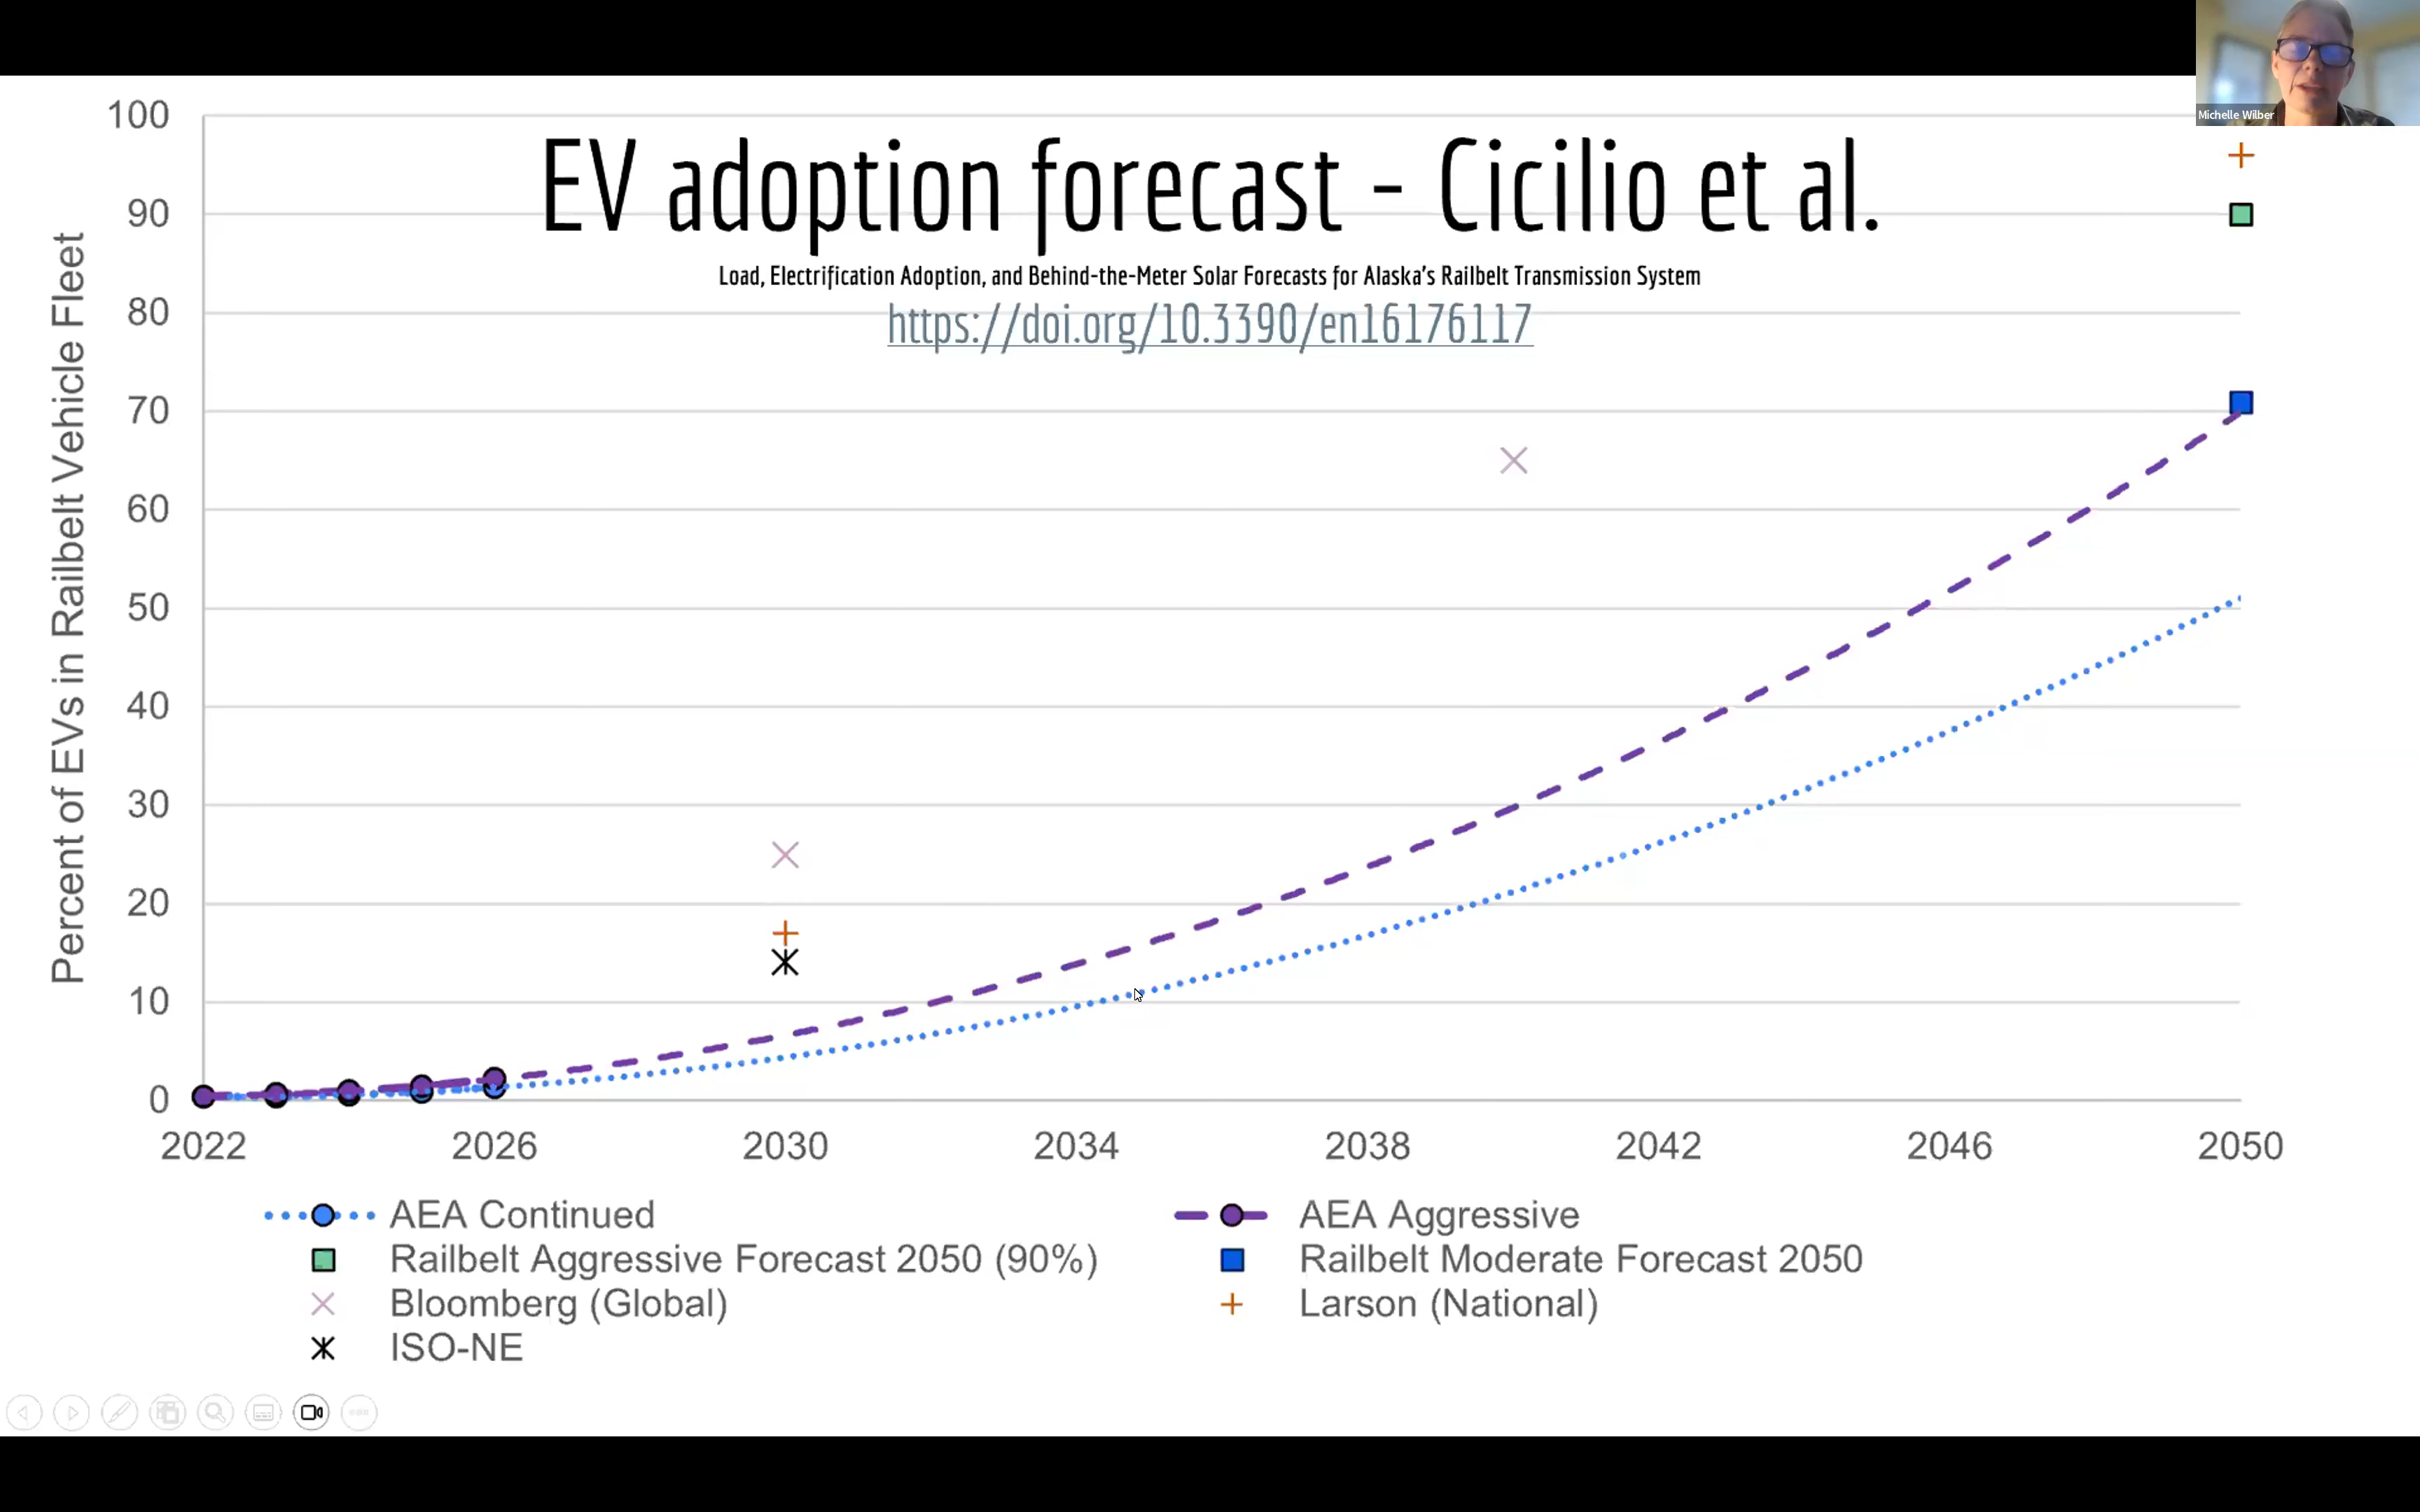 Michelle Wilber
EV adoption forecast - Cicilio et al.
Load, Electrification Adoption, and Behind-the-Meter Solar Forecasts for Alaska's Railbelt Transmission System
https://doi.org/10.3390/en16176117
Percent of EVs in Railbelt Vehicle Fleet
100
90
80
70
60
50
40
30
20
10
0
2022 2026 2030 2034 2038 2042 2046 2050
AEA Continued AEA Aggressive
Railbelt Aggressive Forecast 2050 (90%) Railbelt Moderate Forecast 2050
Bloomberg (Global) Larson (National)
ISO-NE